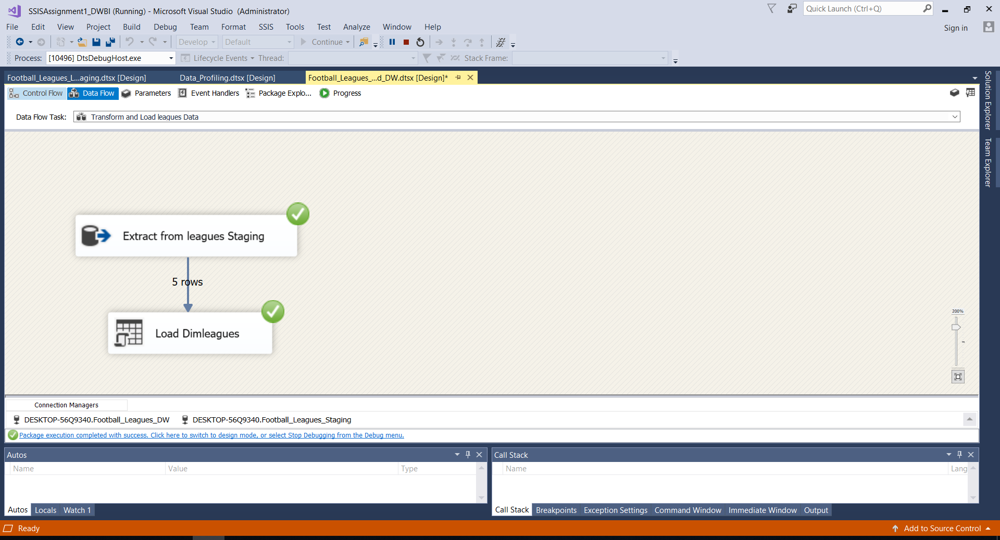 SSISAssignment1_DWBI (Running) - Microsoft Visual Studio (Administrator)
Quick Launch (Ctrl+Q)
File Edit View Project Build Debug Team Format SSIS Tools Test Analyze Window Help
Sign in
Develop Default Continue
Process: [10496] DtsDebugHost.exe Lifecycle Events Thread: Stack Frame:
Football_Leagues_L...aging.dtsx [Design] Data_Profiling.dtsx [Design] Football_Leagues_...d_DW.dtsx [Design]*
Control Flow Data Flow Parameters Event Handlers Package Explo... Progress
Data Flow Task: Transform and Load leagues Data
Solution Explorer
Team Explorer
Extract from leagues Staging
5 rows
Load Dimleagues
200%
Connection Managers
DESKTOP-56Q9340.Football_Leagues_DW DESKTOP-56Q9340.Football_Leagues_Staging
Package execution completed with success. Click here to switch to design mode, or select Stop Debugging from the Debug menu.
Autos
Name Value Type
Call Stack
Name Lang
Autos Locals Watch 1
Call Stack Breakpoints Exception Settings Command Window Immediate Window Output
Ready
Add to Source Control